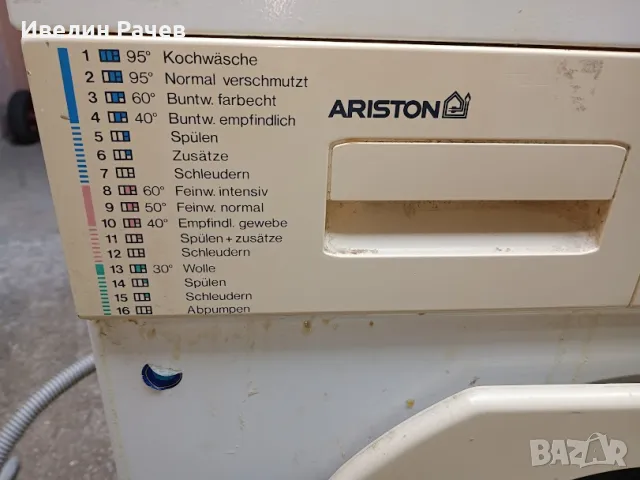 Ивелин Рачев
1 95° Kochwäsche
2 95° Normal verschmutzt
3 60° Buntw. farbecht
4 40° Buntw. empfindlich
5 Spülen
6 Zusätze
7 Schleudern
8 60° Feinw. intensiv
9 50° Feinw. normal
10 40° Empfindl. gewebe
11 Spülen + zusätze
12 Schleudern
13 30° Wolle
14 Spülen
15 Schleudern
16 Abpumpen
ARISTON
BAZAR
bg